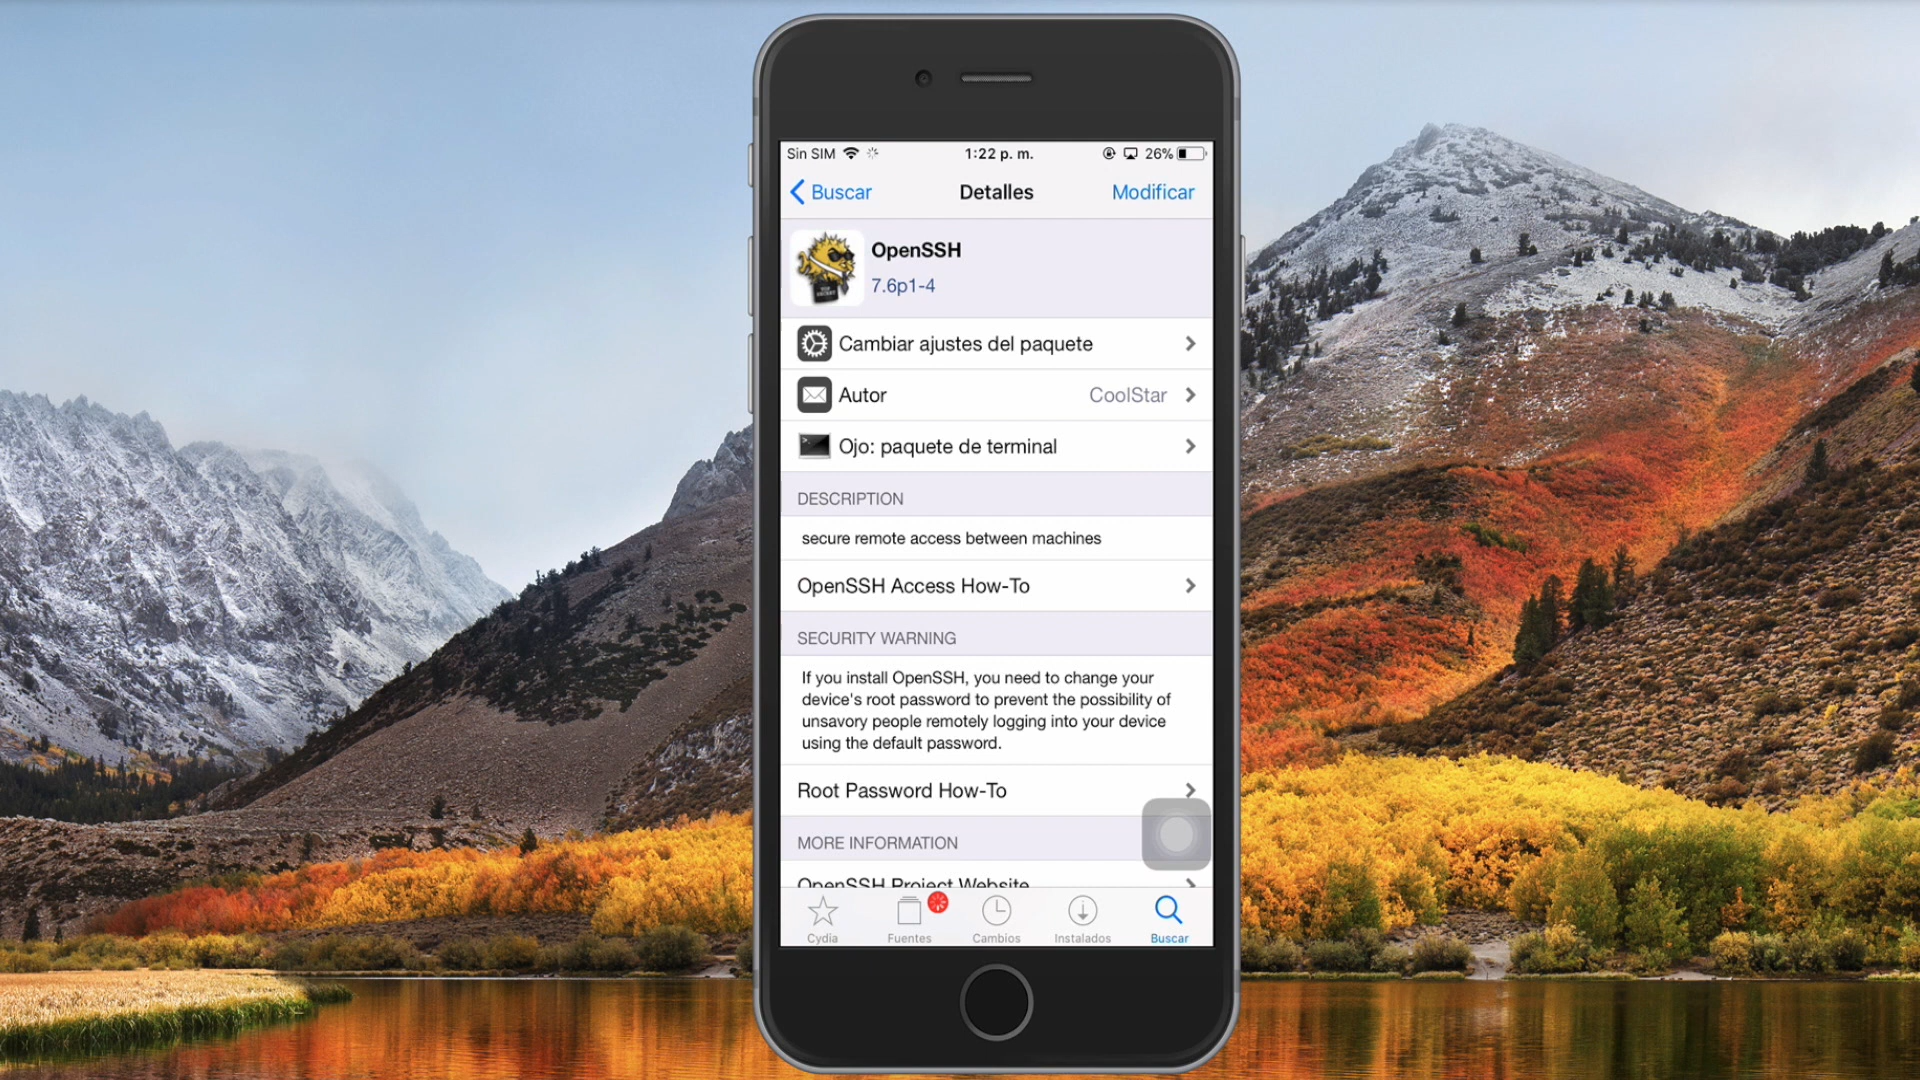 Sin SIM 1:22 p. m. 26%
Buscar Detalles Modificar
OpenSSH
7.6p1-4
Cambiar ajustes del paquete
Autor CoolStar
Ojo: paquete de terminal
DESCRIPTION
secure remote access between machines
OpenSSH Access How-To
SECURITY WARNING
If you install OpenSSH, you need to change your
device's root password to prevent the possibility of
unsavory people remotely logging into your device
using the default password.
Root Password How-To
MORE INFORMATION
OpenSSH Project Website
Cydia Fuentes Cambios Instalados Buscar